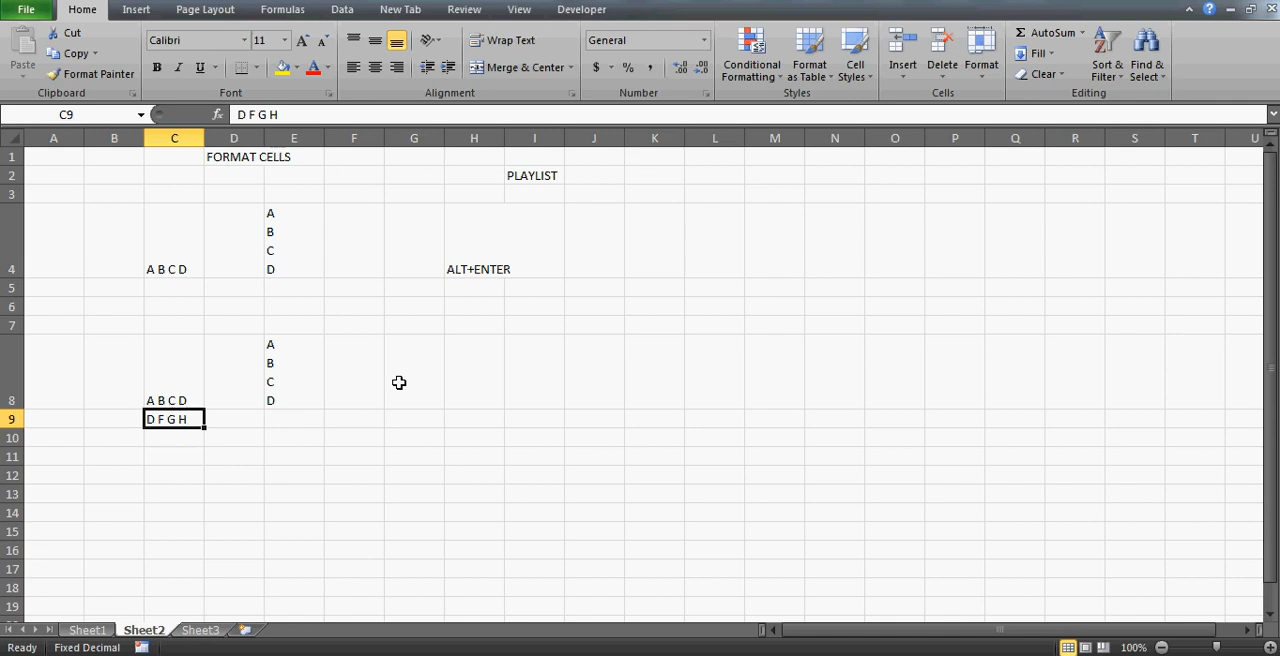 File Home Insert Page Layout Formulas Data New Tab Review View Developer
Cut
Copy
Format Painter
Paste
Clipboard
Calibri 11
B I U
Font
Wrap Text
Merge & Center
Alignment
General
$ % ,
Number
Conditional Formatting
Format as Table
Cell Styles
Styles
Insert Delete Format
Cells
AutoSum
Fill
Clear
Sort & Filter
Find & Select
Editing
C9 fx D F G H
A B C D E F G H I J K L M N O P Q R S T U
1 FORMAT CELLS
2 PLAYLIST
3
A
B
C
4 A B C D D ALT+ENTER
5
6
7
A
B
C
8 A B C D D
9 D F G H
10
11
12
13
14
15
16
17
18
19
Sheet1 Sheet2 Sheet3
Ready Fixed Decimal 100%